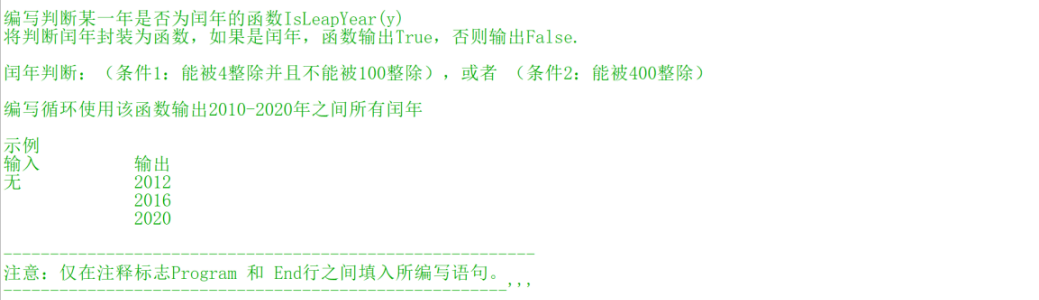 编写判断某一年是否为闰年的函数IsLeapYear(y)
将判断闰年封装为函数，如果是闰年，函数输出True，否则输出False.
闰年判断：（条件1：能被4整除并且不能被100整除），或者 （条件2：能被400整除）
编写循环使用该函数输出2010-2020年之间所有闰年
示例
输入 输出
无 2012
2016
2020
---------------------------------------------------------
注意：仅在注释标志Program 和 End行之间填入所编写语句。
------------------------------------------------------'''